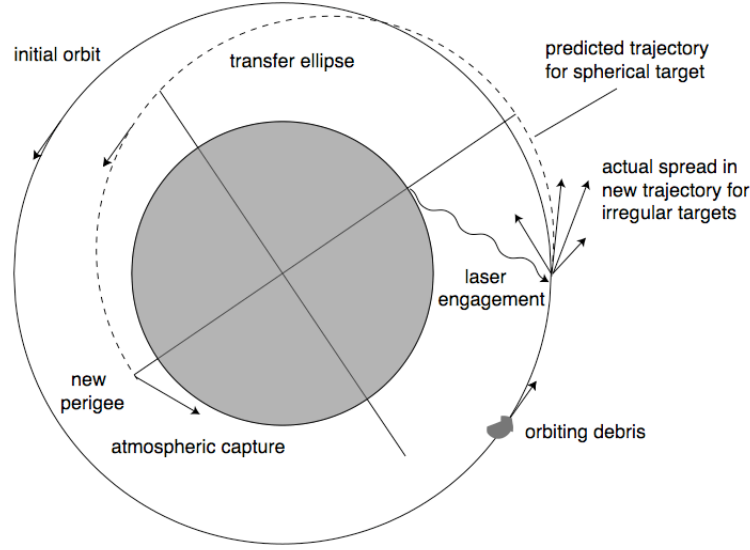 initial orbit
transfer ellipse
predicted trajectory
for spherical target
actual spread in
new trajectory for
irregular targets
laser
engagement
new
perigee
atmospheric capture
orbiting debris